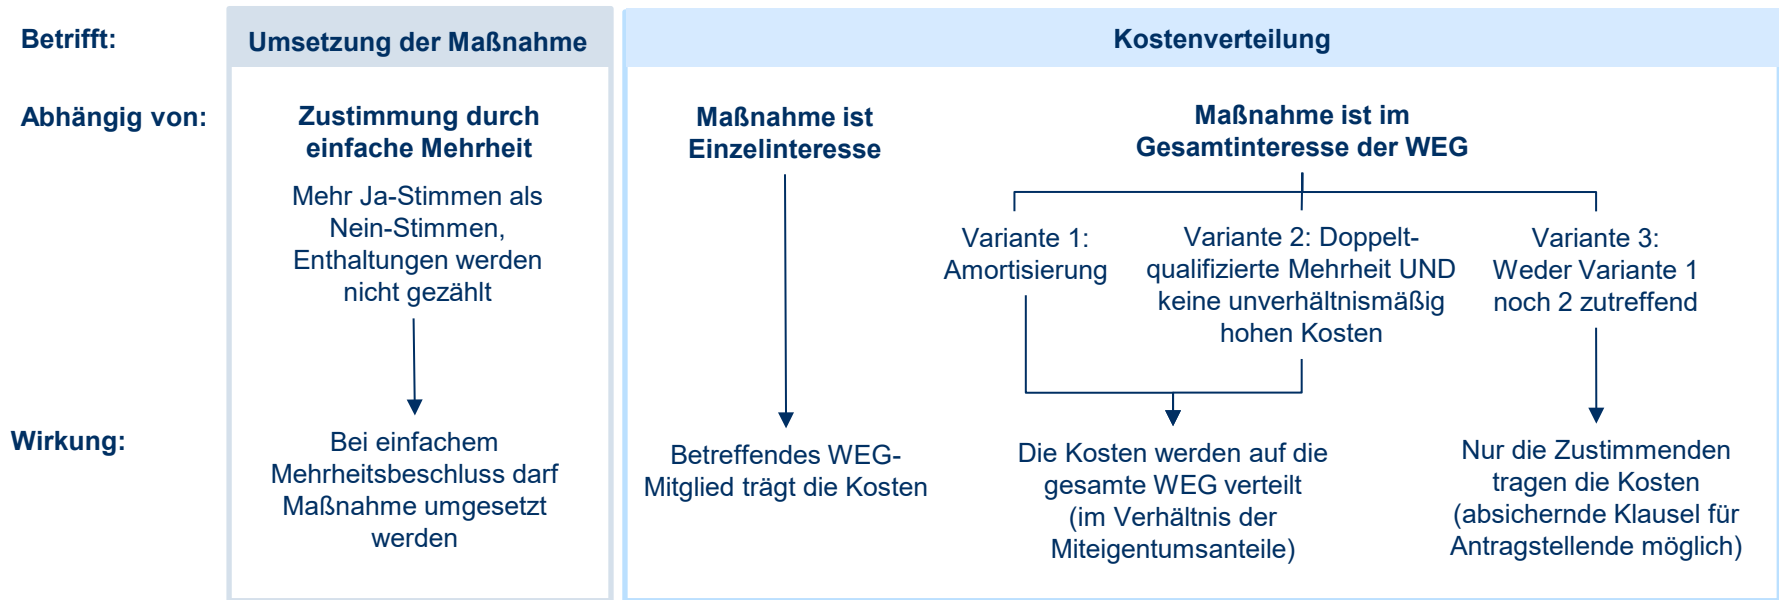 Betrifft:
Umsetzung der Maßnahme
Kostenverteilung
Abhängig von:
Zustimmung durch
einfache Mehrheit
Mehr Ja-Stimmen als
Nein-Stimmen,
Enthaltungen werden
nicht gezählt
Maßnahme ist
Einzelinteresse
Maßnahme ist im
Gesamtinteresse der WEG
Variante 1:
Amortisierung
Variante 2: Doppelt-
qualifizierte Mehrheit UND
keine unverhältnismäßig
hohen Kosten
Variante 3:
Weder Variante 1
noch 2 zutreffend
Wirkung:
Bei einfachem
Mehrheitsbeschluss darf
Maßnahme umgesetzt
werden
Betreffendes WEG-
Mitglied trägt die Kosten
Die Kosten werden auf die
gesamte WEG verteilt
(im Verhältnis der
Miteigentumsanteile)
Nur die Zustimmenden
tragen die Kosten
(absichernde Klausel für
Antragstellende möglich)